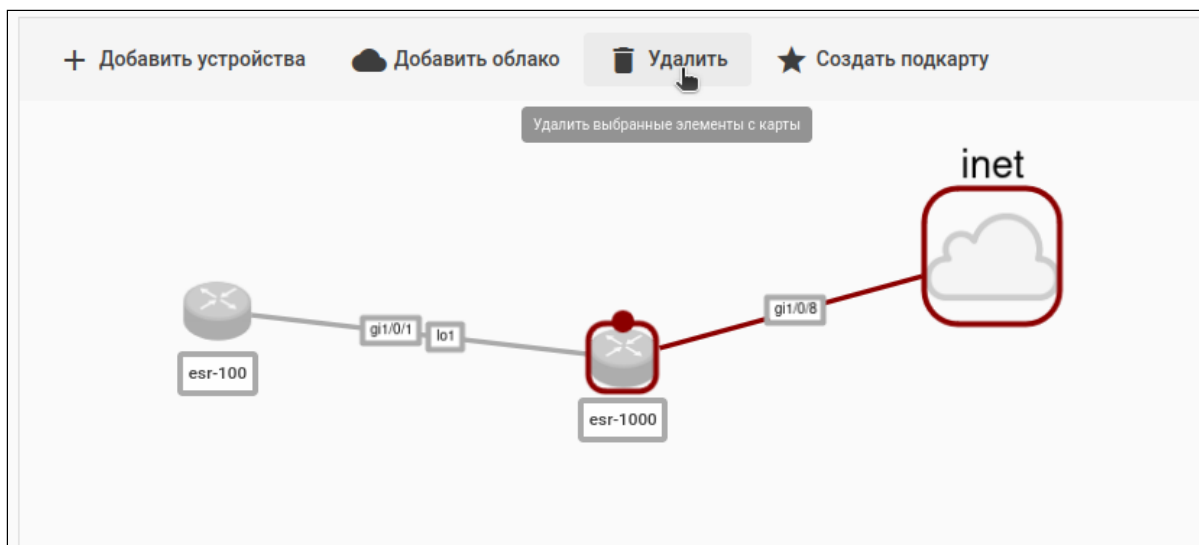 Добавить устройства
Добавить облако
Удалить
Создать подкарту
Удалить выбранные элементы с карты
inet
gi1/0/8
gi1/0/1
lo1
esr-100
esr-1000